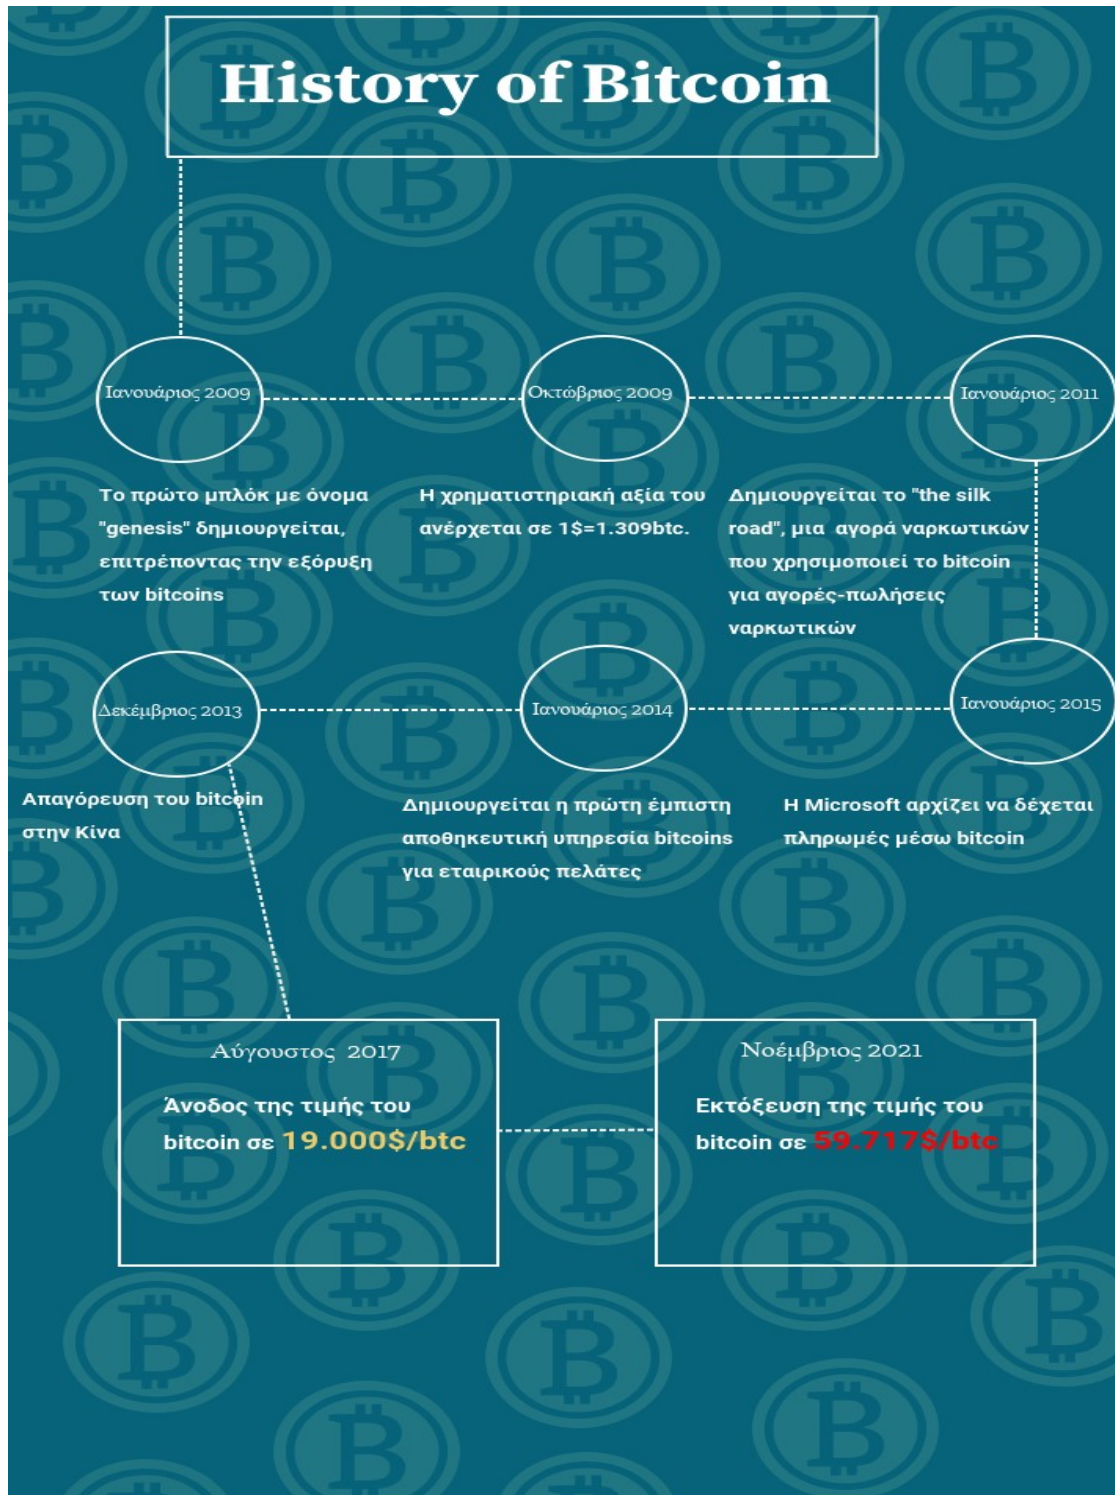 History of Bitcoin
Ιανουάριος 2009
Οκτώβριος 2009
Ιανουάριος 2011
Το πρώτο μπλόκ με όνομα
"genesis" δημιουργείται,
επιτρέποντας την εξόρυξη
των bitcoins
Η χρηματιστηριακή αξία του
ανέρχεται σε 1$=1.309btc.
Δημιουργείται το "the silk
road", μια αγορά ναρκωτικών
που χρησιμοποιεί το bitcoin
για αγορές-πωλήσεις
ναρκωτικών
Δεκέμβριος 2013
Ιανουάριος 2014
Ιανουάριος 2015
Απαγόρευση του bitcoin
στην Κίνα
Δημιουργείται η πρώτη έμπιστη
αποθηκευτική υπηρεσία bitcoins
για εταιρικούς πελάτες
Η Microsoft αρχίζει να δέχεται
πληρωμές μέσω bitcoin
Αύγουστος 2017
Άνοδος της τιμής του
bitcoin σε 19.000$/btc
Νοέμβριος 2021
Εκτόξευση της τιμής του
bitcoin σε 59.717$/btc